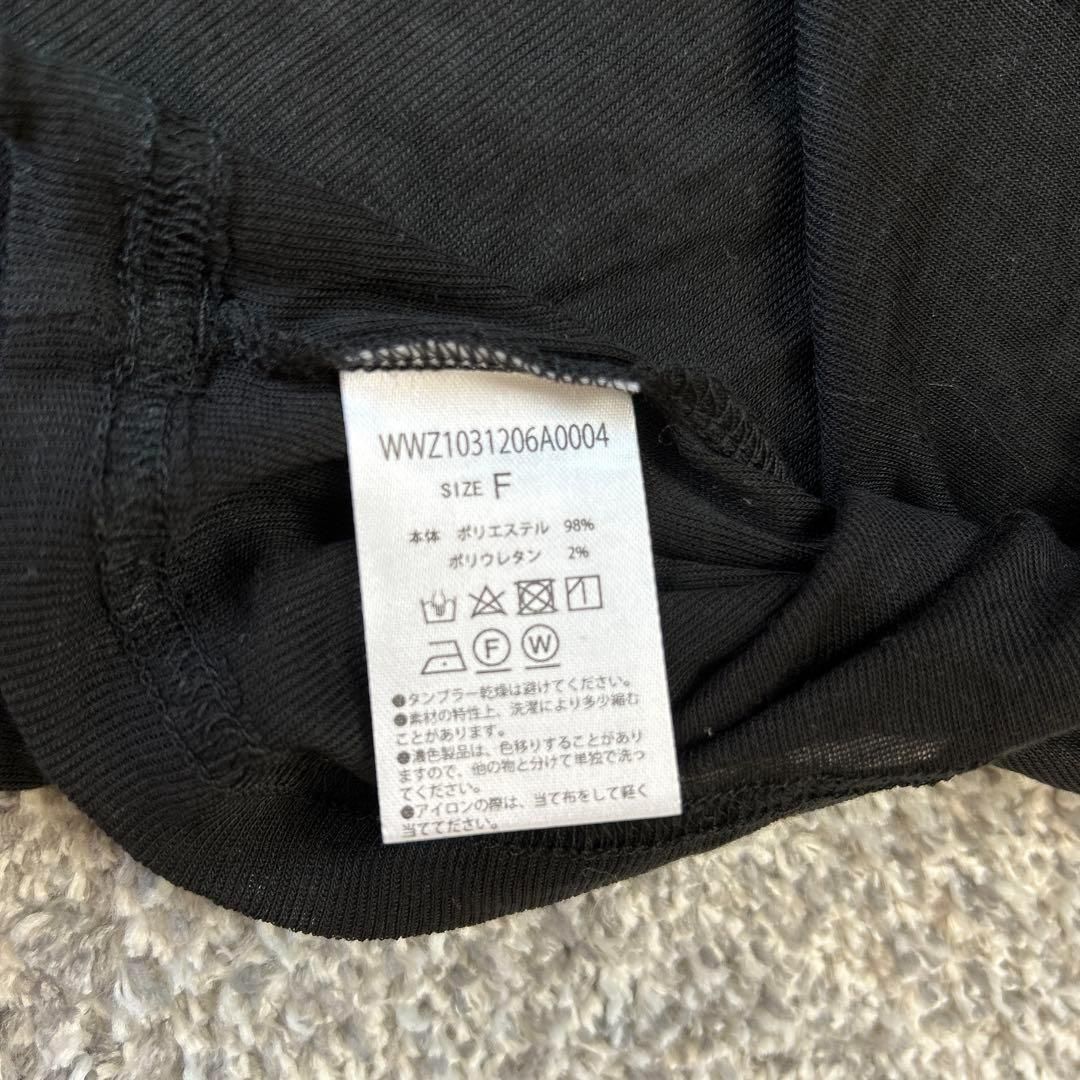 WWZ1031206A0004
SIZE F
本体 ポリエステル 98%
ポリウレタン 2%
F W
●タンブラー乾燥は避けてください。
●素材の特性上、洗濯により多少縮む
ことがあります。
●濃色製品は、色移りすることがあり
ますので、他の物と分けて単独で洗っ
てください。
●アイロンの際は、当て布をして軽く
当ててださい。